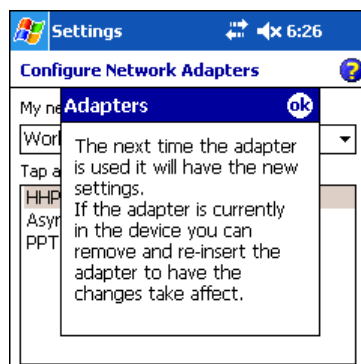 Settings 6:26
Configure Network Adapters
My ne
Adapters ok
Worl
Tap a
HHP
Asyr
PPT
The next time the adapter
is used it will have the new
settings.
If the adapter is currently
in the device you can
remove and re-insert the
adapter to have the
changes take affect.